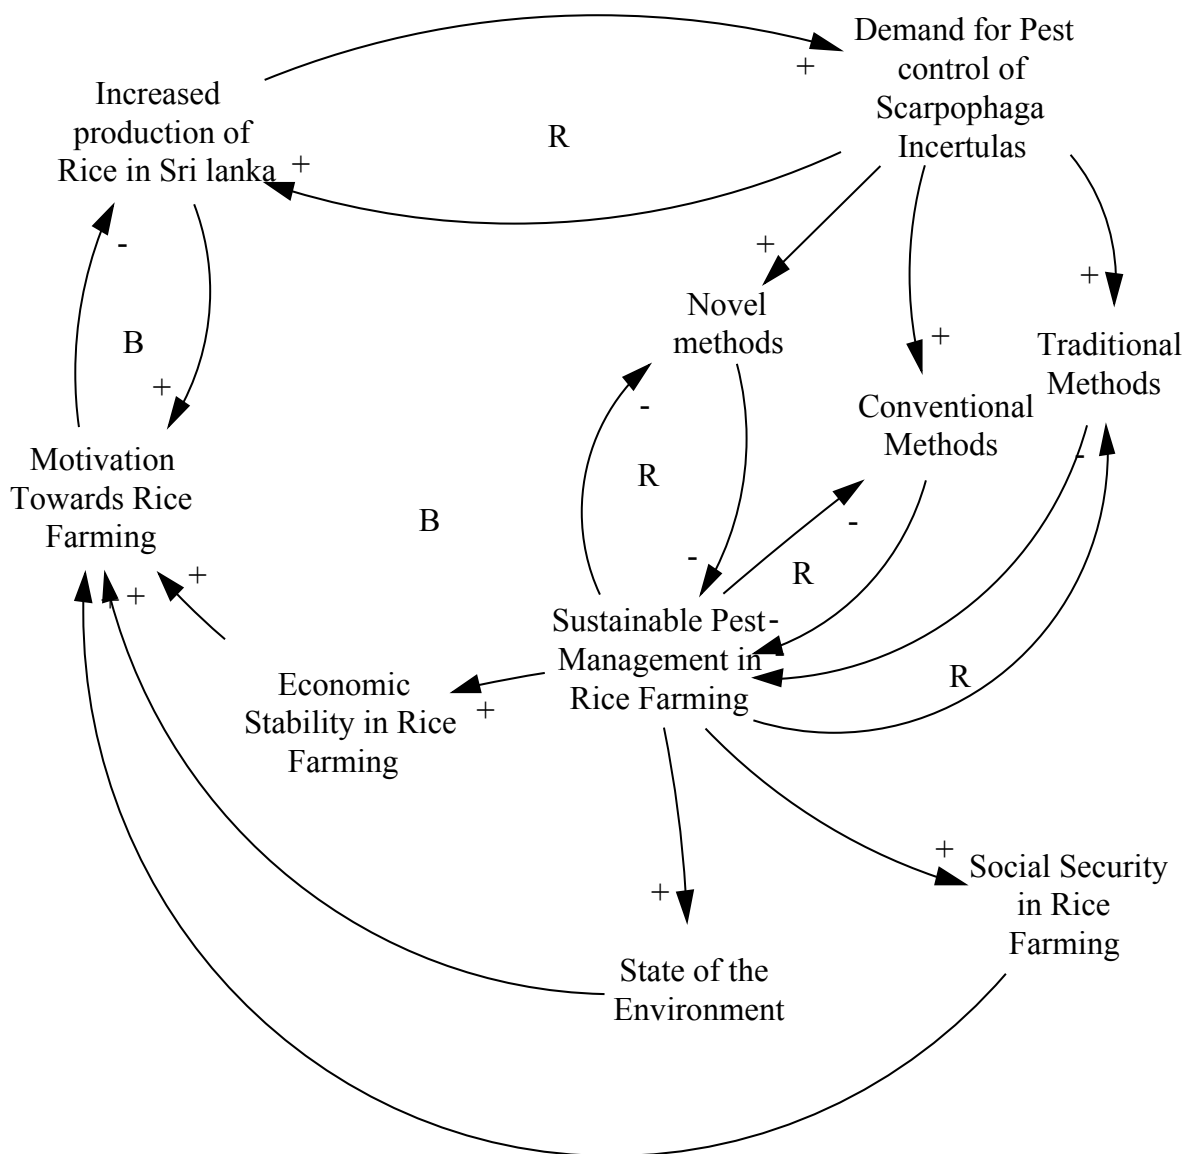 Demand for Pest
control of
Scarpophaga
Incertulas
+
Increased
production of
Rice in Sri lanka
+
R
-
B
+
+
Novel
methods
+
Conventional
Methods
+
Traditional
Methods
-
-
R
-
-
R
B
Motivation
Towards Rice
Farming
+
+
+
Sustainable Pest
Management in
Rice Farming
-
-
R
Economic
Stability in Rice
Farming
+
+
State of the
Environment
+
Social Security
in Rice
Farming